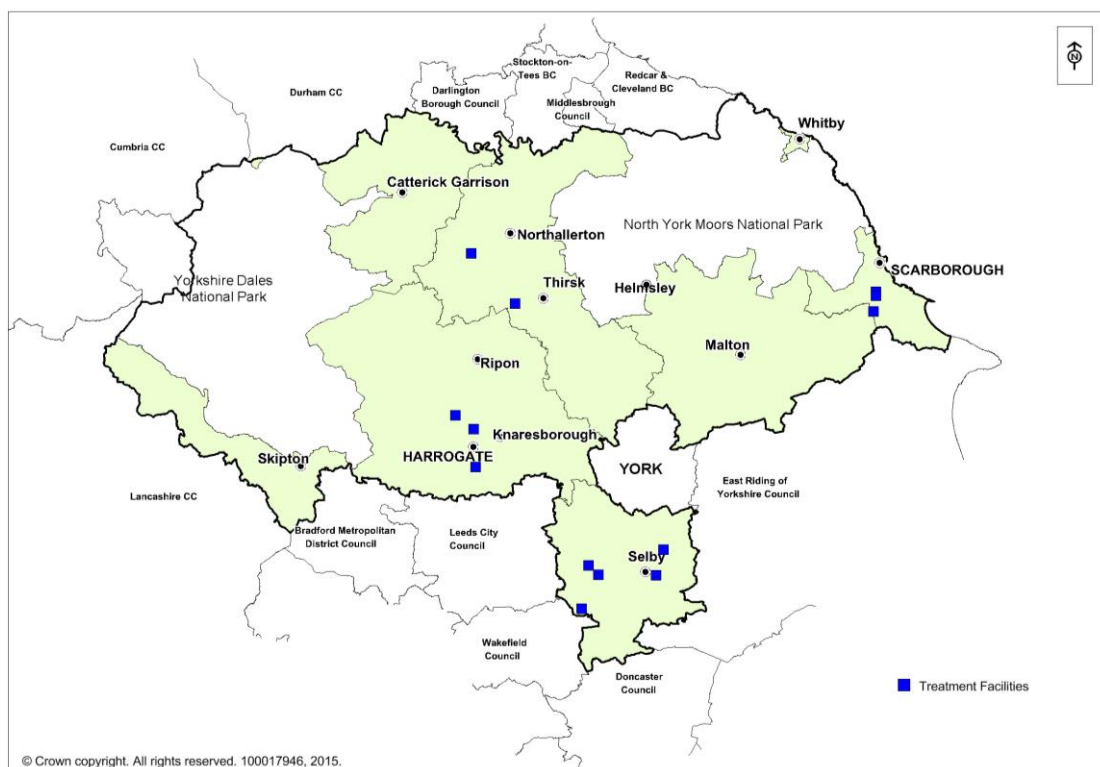 Stockton-on-
Tees BC
Redcar &
Cleveland BC
Durham CC
Darlington
Borough Council
Middlesbrough
Council
Whitby
Cumbria CC
Catterick Garrison
North York Moors National Park
Northallerton
SCARBOROUGH
Yorkshire Dales
National Park
Thirsk
Helmsley
Malton
Ripon
Knaresborough
HARROGATE
Skipton
YORK
East Riding of
Yorkshire Council
Lancashire CC
Bradford Metropolitan
District Council
Leeds City
Council
Selby
Wakefield
Council
Doncaster
Council
Treatment Facilities
© Crown copyright. All rights reserved. 100017946, 2015.
N